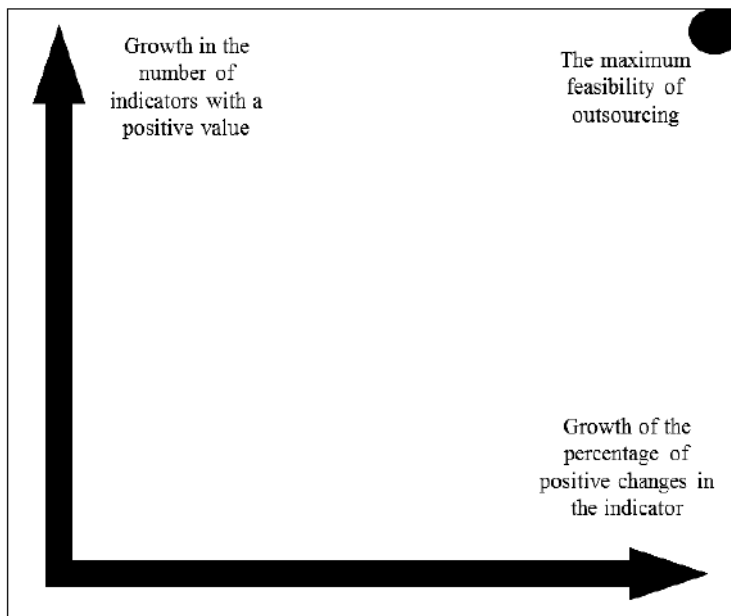 Growth in the
number of
indicators with a
positive value
The maximum
feasibility of
outsourcing
Growth of the
percentage of
positive changes in
the indicator